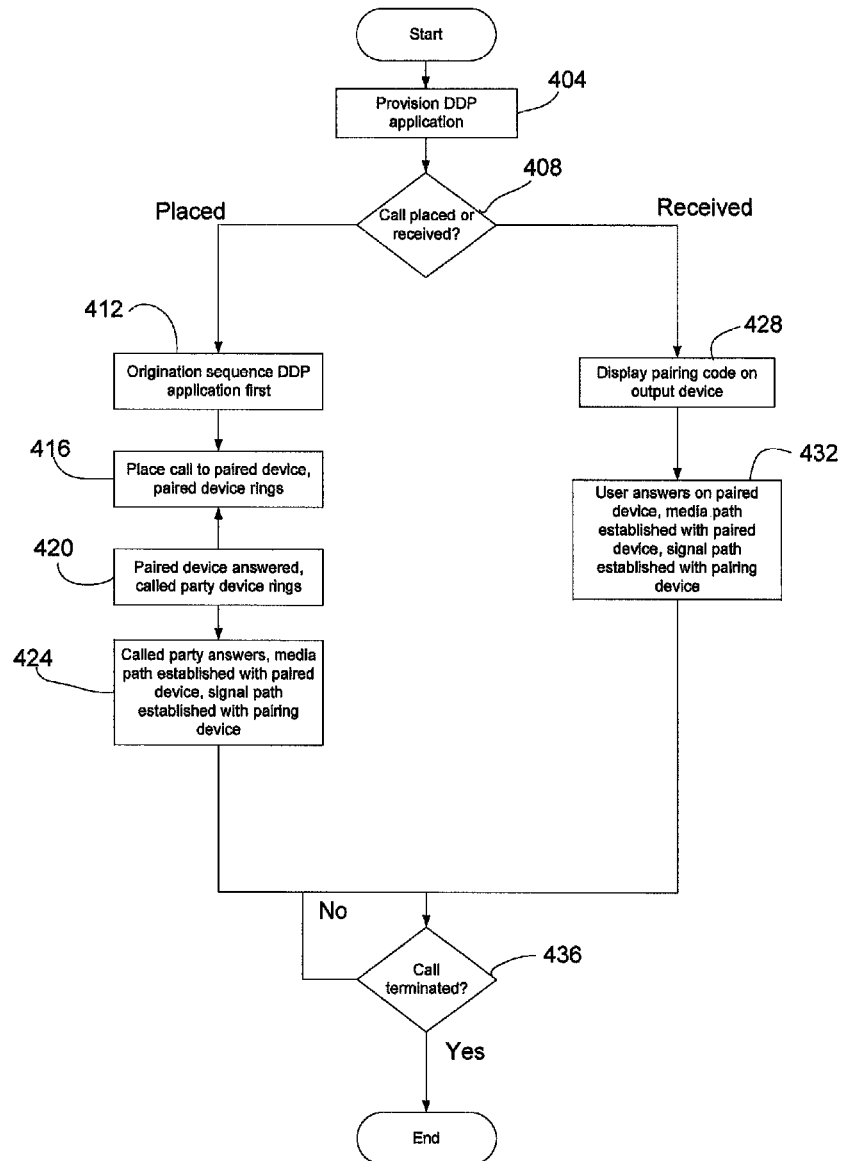 Start
404
Provision DDP
application
408
Placed
Received
Call placed or
received?
412
428
Origination sequence DDP
application first
Display pairing code on
output device
416
432
Place call to paired device,
paired device rings
User answers on paired
device, media path
established with paired
device, signal path
established with pairing
device
420
Paired device answered,
called party device rings
424
Called party answers, media
path established with paired
device, signal path
established with pairing
device
No
436
Call
terminated?
Yes
End